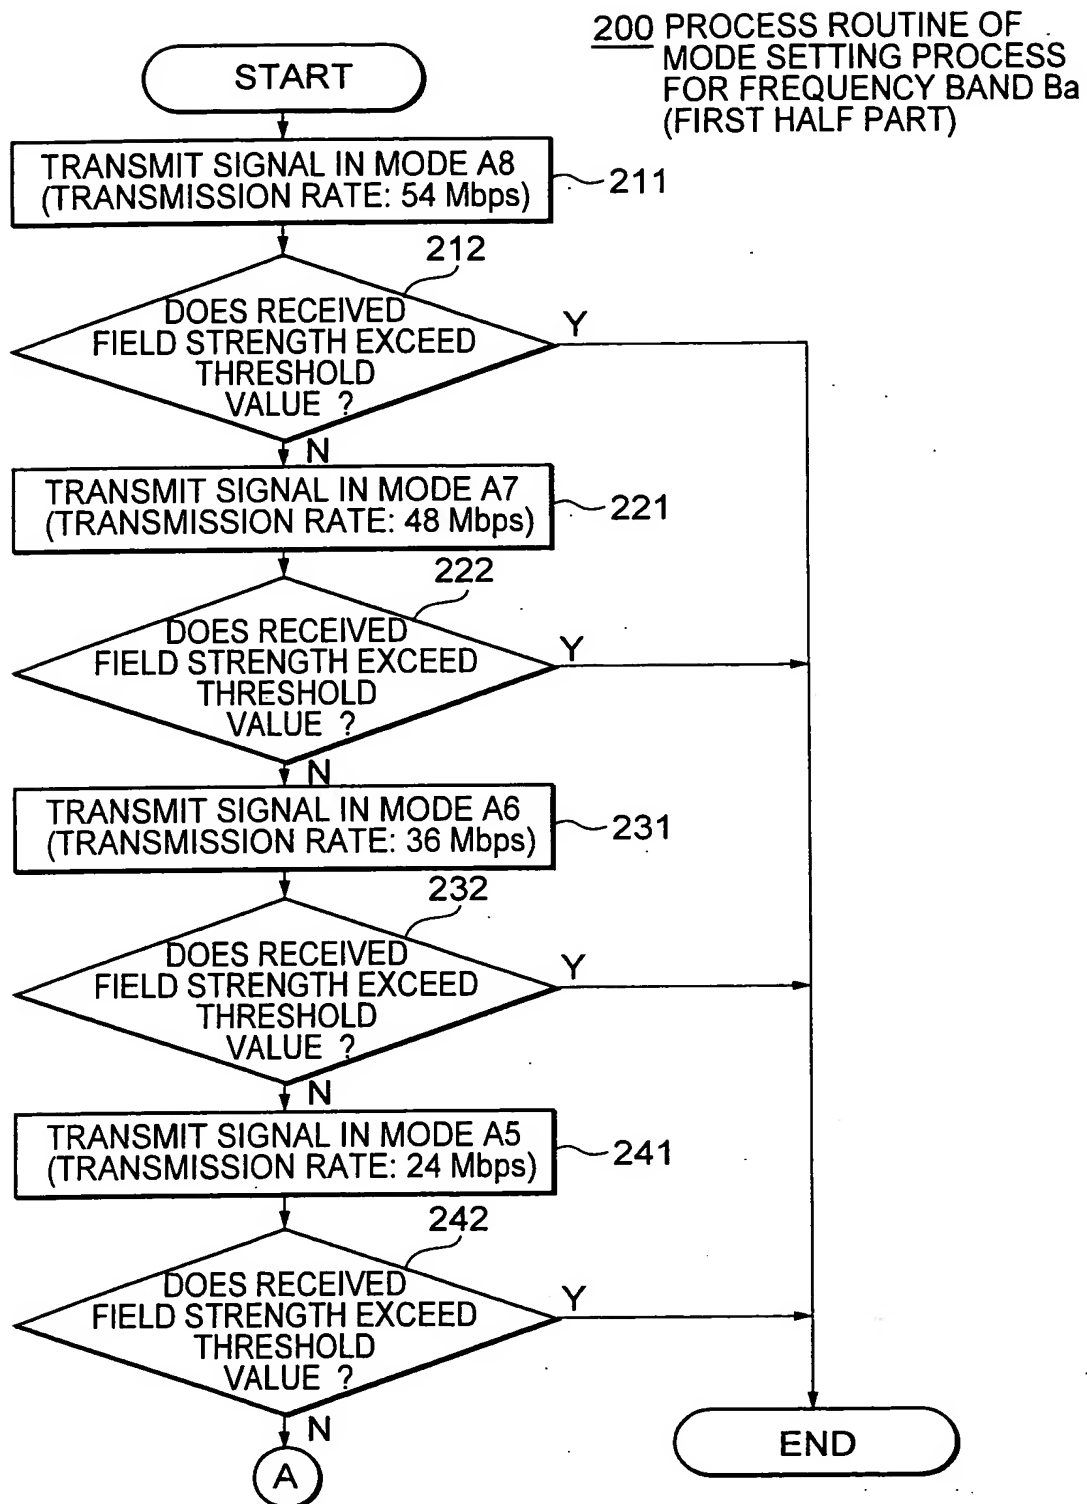 200 PROCESS ROUTINE OF
MODE SETTING PROCESS
FOR FREQUENCY BAND Ba
(FIRST HALF PART)
START
TRANSMIT SIGNAL IN MODE A8
(TRANSMISSION RATE: 54 Mbps)
211
212
DOES RECEIVED
FIELD STRENGTH EXCEED
THRESHOLD
VALUE ?
Y
N
TRANSMIT SIGNAL IN MODE A7
(TRANSMISSION RATE: 48 Mbps)
221
222
DOES RECEIVED
FIELD STRENGTH EXCEED
THRESHOLD
VALUE ?
Y
N
TRANSMIT SIGNAL IN MODE A6
(TRANSMISSION RATE: 36 Mbps)
231
232
DOES RECEIVED
FIELD STRENGTH EXCEED
THRESHOLD
VALUE ?
Y
N
TRANSMIT SIGNAL IN MODE A5
(TRANSMISSION RATE: 24 Mbps)
241
242
DOES RECEIVED
FIELD STRENGTH EXCEED
THRESHOLD
VALUE ?
Y
N
A
END